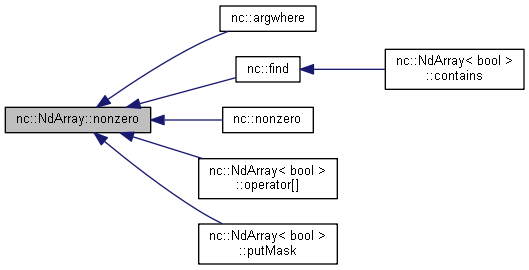 nc::argwhere
nc::find
nc::NdArray< bool >
::contains
nc::NdArray::nonzero
nc::nonzero
nc::NdArray< bool >
::operator[]
nc::NdArray< bool >
::putMask